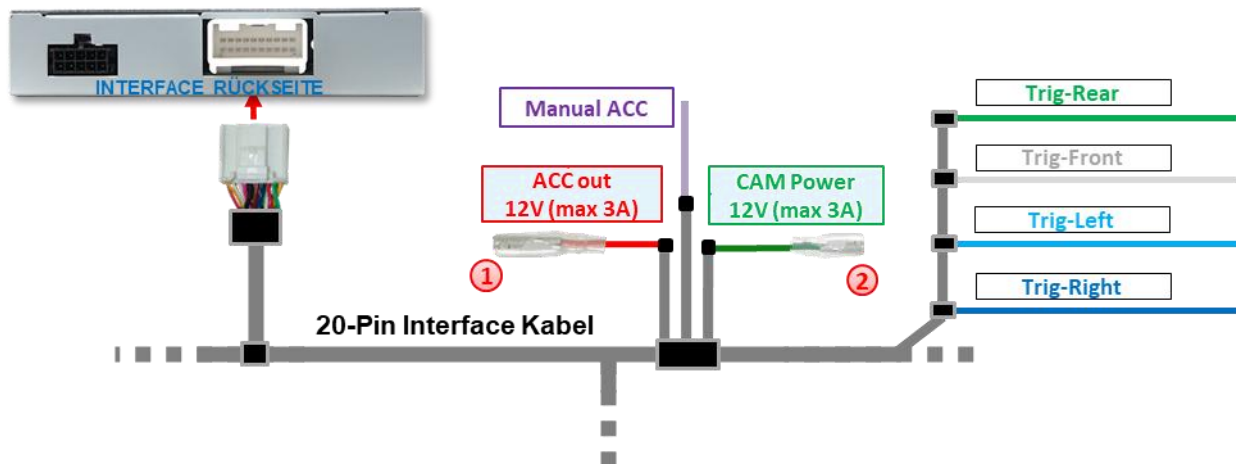 INTERFACE RÜCKSEITE
Manual ACC
ACC out
12V (max 3A)
CAM Power
12V (max 3A)
1
2
Trig-Rear
Trig-Front
Trig-Left
Trig-Right
20-Pin Interface Kabel